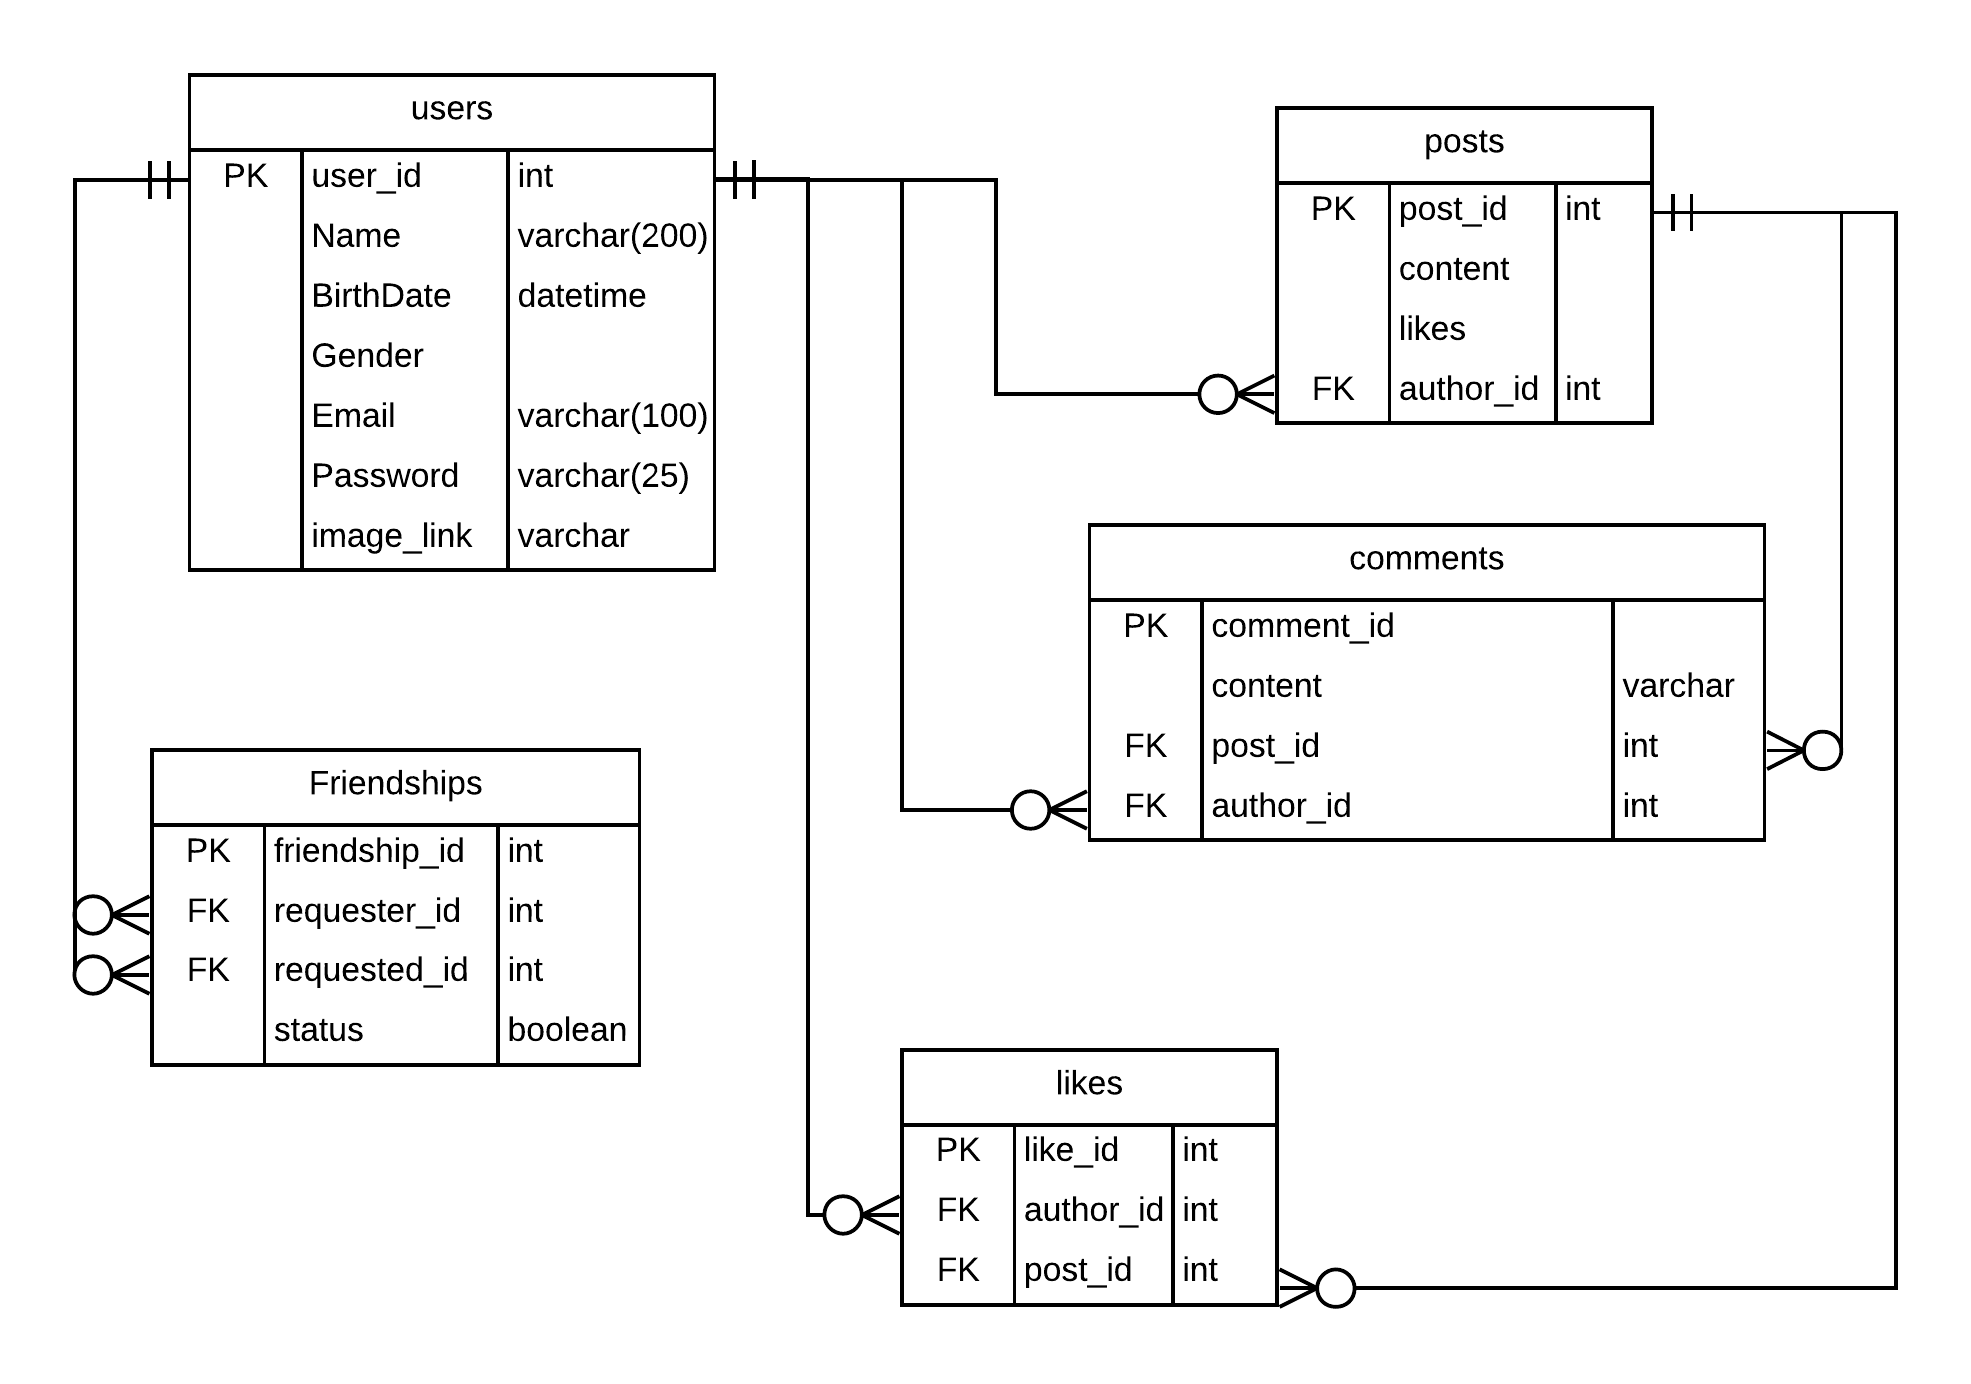 users
PK user_id int
Name varchar(200)
BirthDate datetime
Gender
Email varchar(100)
Password varchar(25)
image_link varchar
posts
PK post_id int
content
likes
FK author_id int
comments
PK comment_id
content varchar
FK post_id int
FK author_id int
Friendships
PK friendship_id int
FK requester_id int
FK requested_id int
status boolean
likes
PK like_id int
FK author_id int
FK post_id int